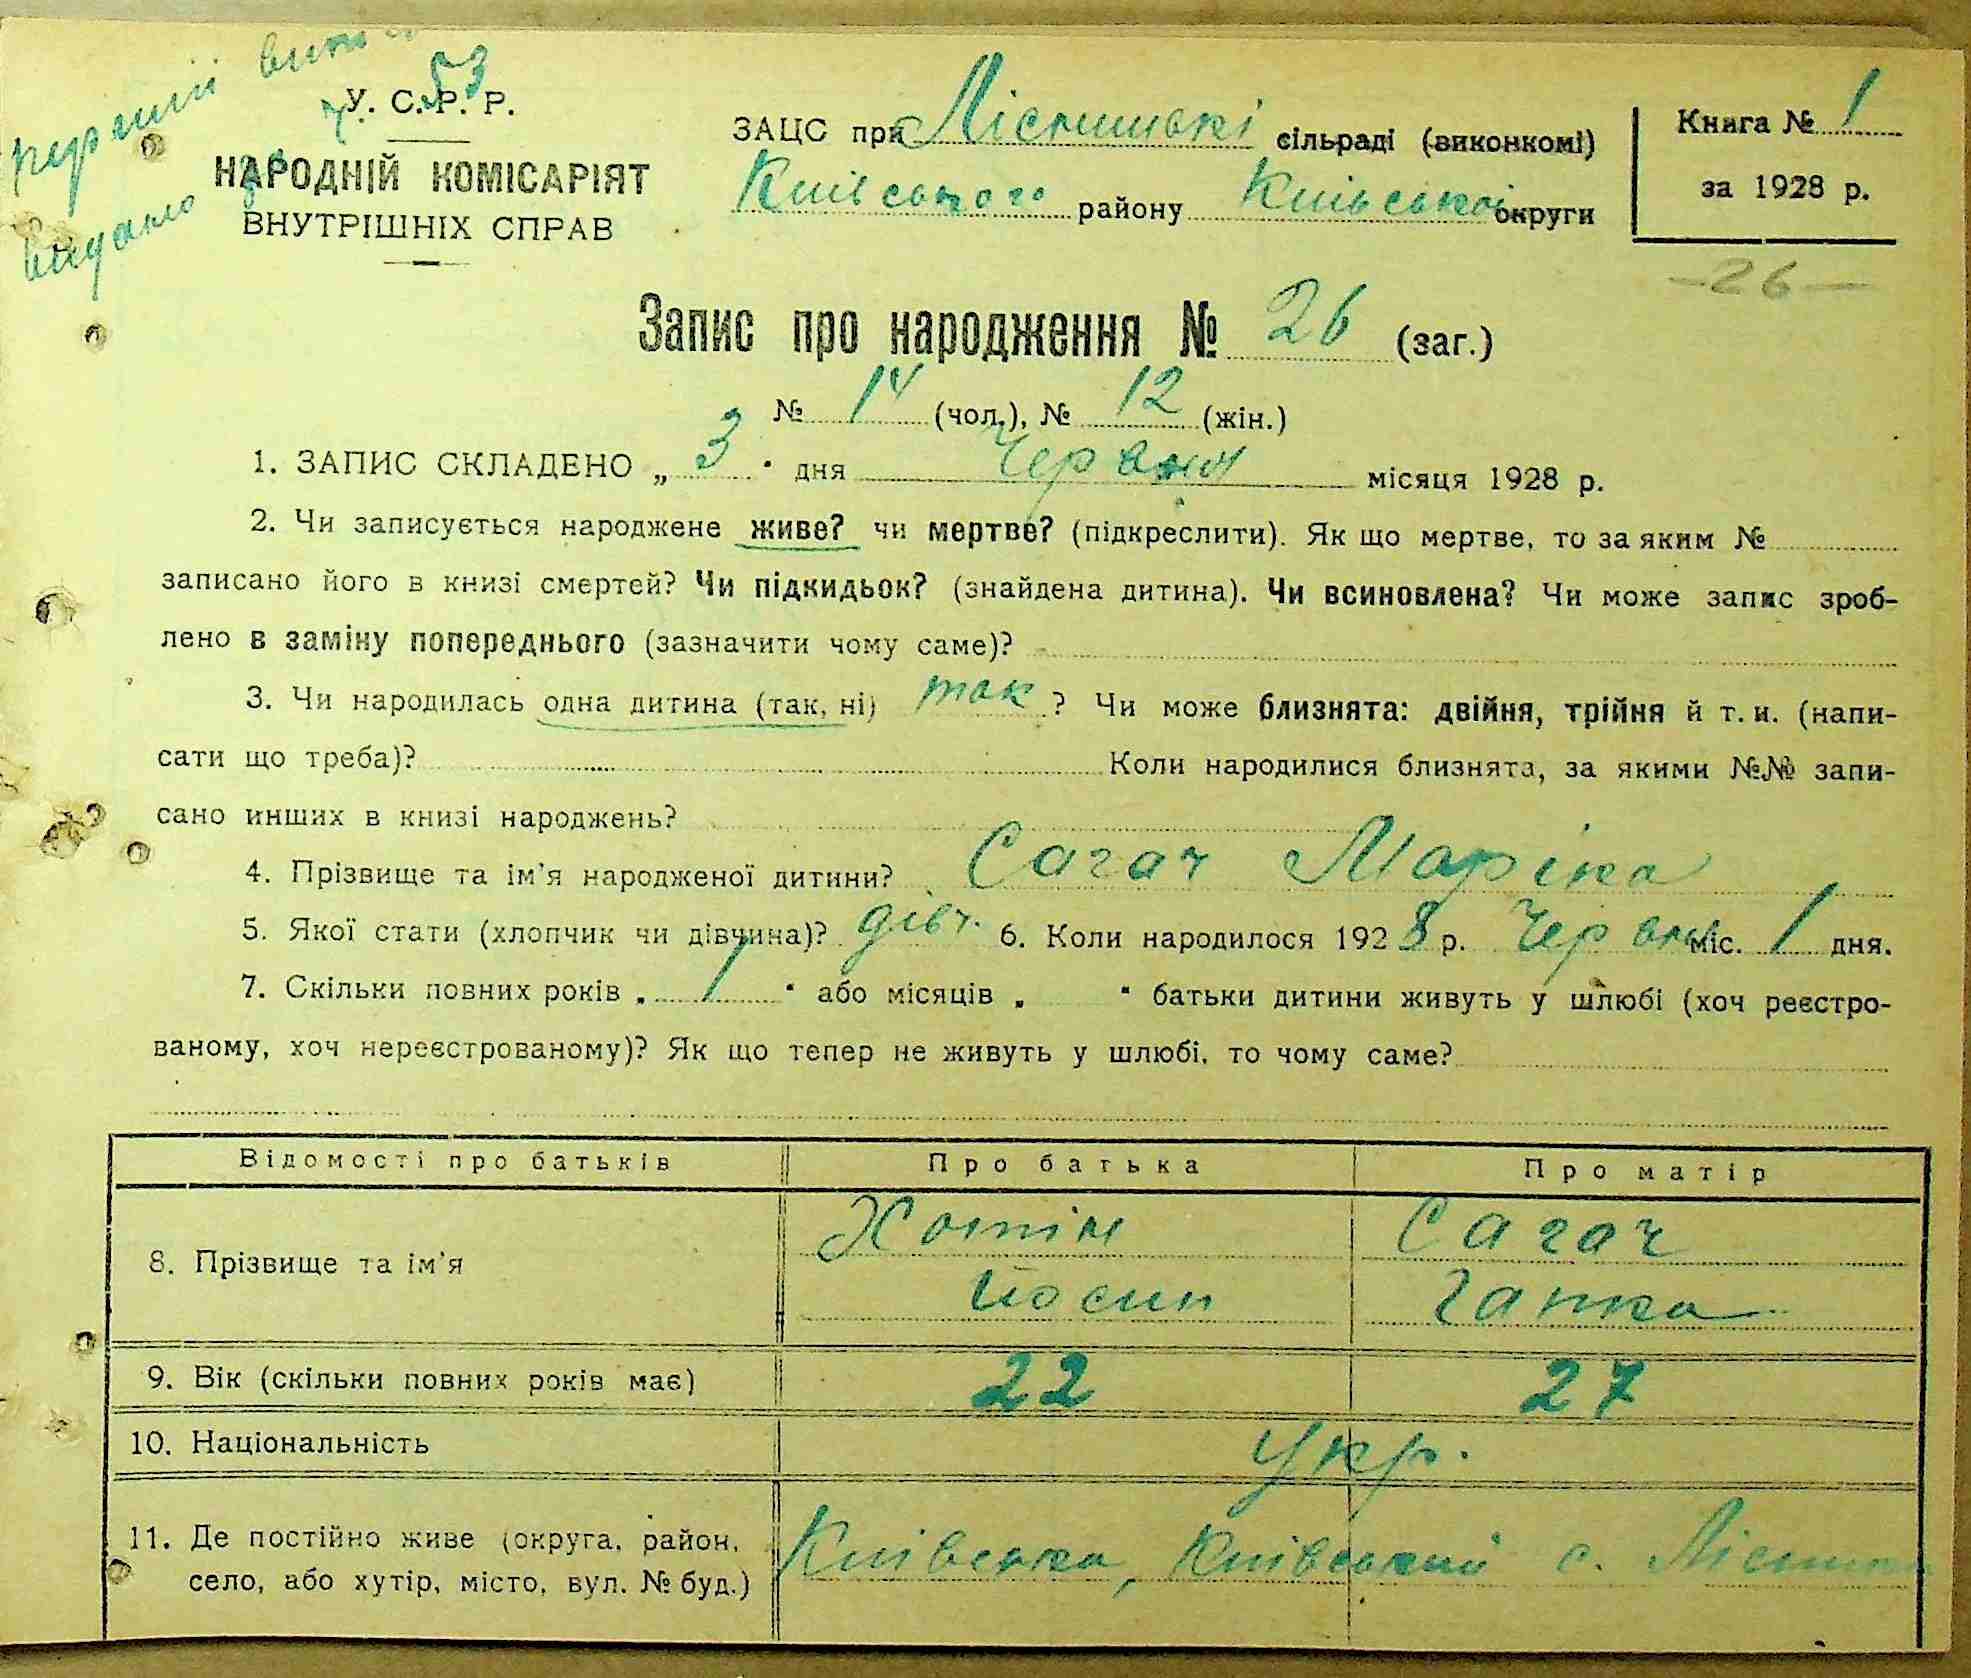 первий
видано
53
У. С. Р. Р.
НАРОДНІЙ КОМІСАРІЯТ
ВНУТРІШНІХ СПРАВ
ЗАЦС при Лісниськ​і сільраді (виконкомі)
Київського району Київської округи
Книга № 1
за 1928 р.
— 26 —
Запис про народження № 26 (заг.)
№ 14 (чол.), № 12 (жін.)
1. ЗАПИС СКЛАДЕНО „ 3 " дня Червня місяця 1928 р.
2. Чи записується народжене живе? чи мертве? (підкреслити). Як що мертве, то за яким №
записано його в книзі смертей? Чи підкидьок? (знайдена дитина). Чи всиновлена? Чи може запис зроб-
лено в заміну попереднього (зазначити чому саме)?
3. Чи народилась одна дитина (так, ні) так ? Чи може близнята: двійня, трійня й т. и. (напи-
сати що треба)? Коли народилися близнята, за якими №№ запи-
сано инших в книзі народжень?
4. Прізвище та ім'я народженої дитини? Сагач Маріка
5. Якої стати (хлопчик чи дівчина)? дівч. 6. Коли народилося 1928 р. Червня міс. 1 дня.
7. Скільки повних років „ 1 " або місяців „ " батьки дитини живуть у шлюбі (хоч реєстро-
ваному, хоч нереєстрованому)? Як що тепер не живуть у шлюбі, то чому саме?
Відомості про батьків Про батька Про матір
8. Прізвище та ім'я Хотін Сагач
Йосип Гапка
9. Вік (скільки повних років має) 22 27
10. Національність Укр.
11. Де постійно живе (округа, район, Київська, Київський с.
село, або хутір, місто, вул. № буд.)